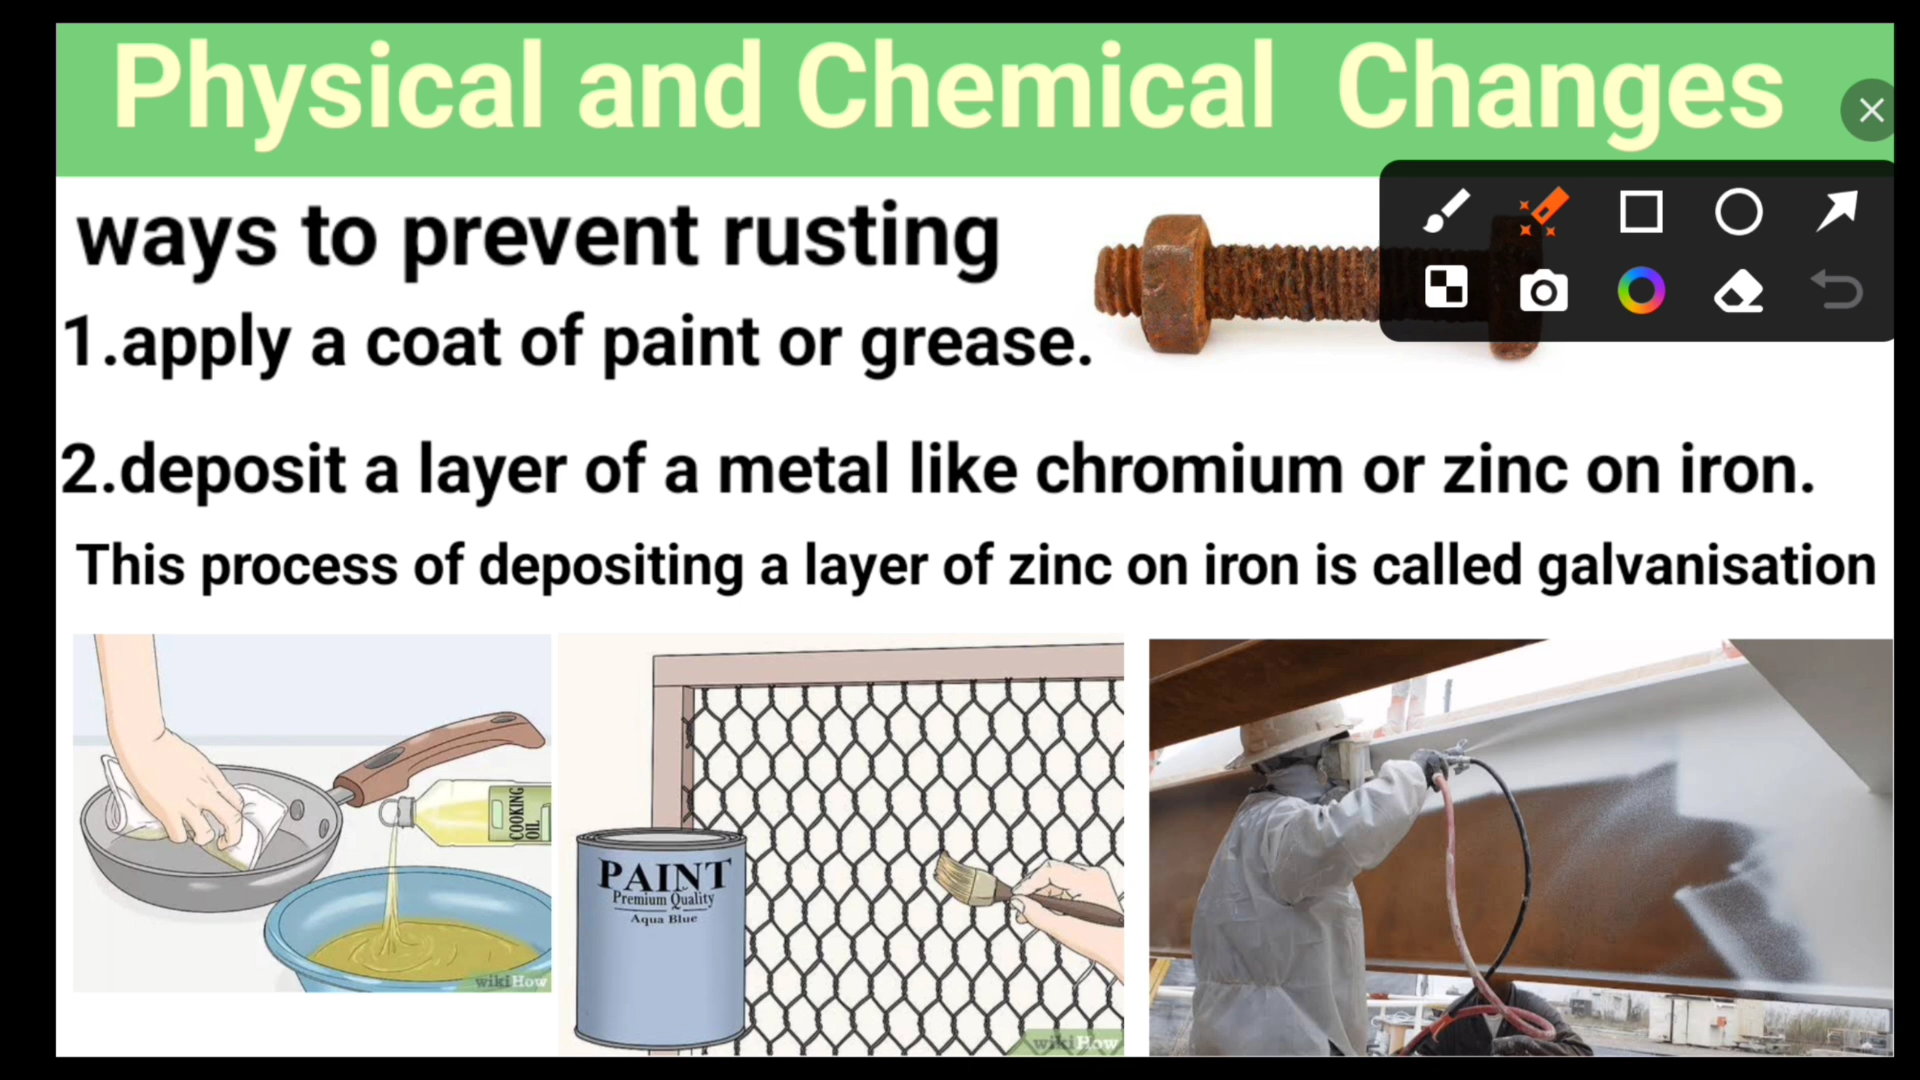 Physical and Chemical Changes
ways to prevent rusting
1.apply a coat of paint or grease.
2.deposit a layer of a metal like chromium or zinc on iron.
This process of depositing a layer of zinc on iron is called galvanisation
COOKING
OIL
wikiHow
PAINT
Premium Quality
Aqua Blue
wikiHow